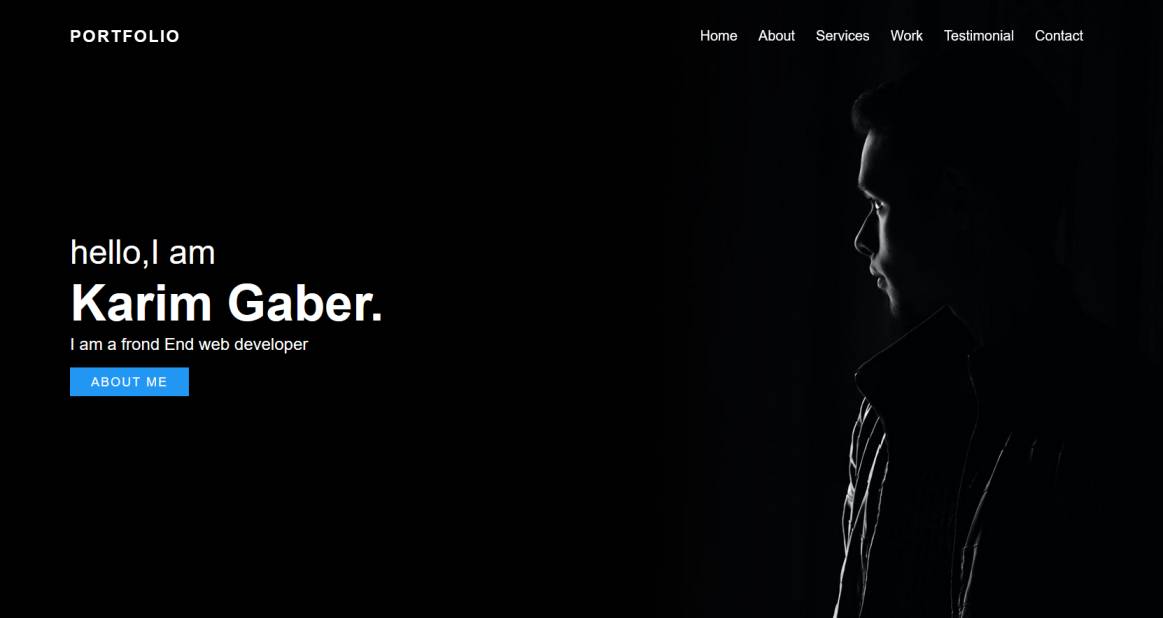 PORTFOLIO
Home About Services Work Testimonial Contact
hello,I am
Karim Gaber.
I am a frond End web developer
ABOUT ME